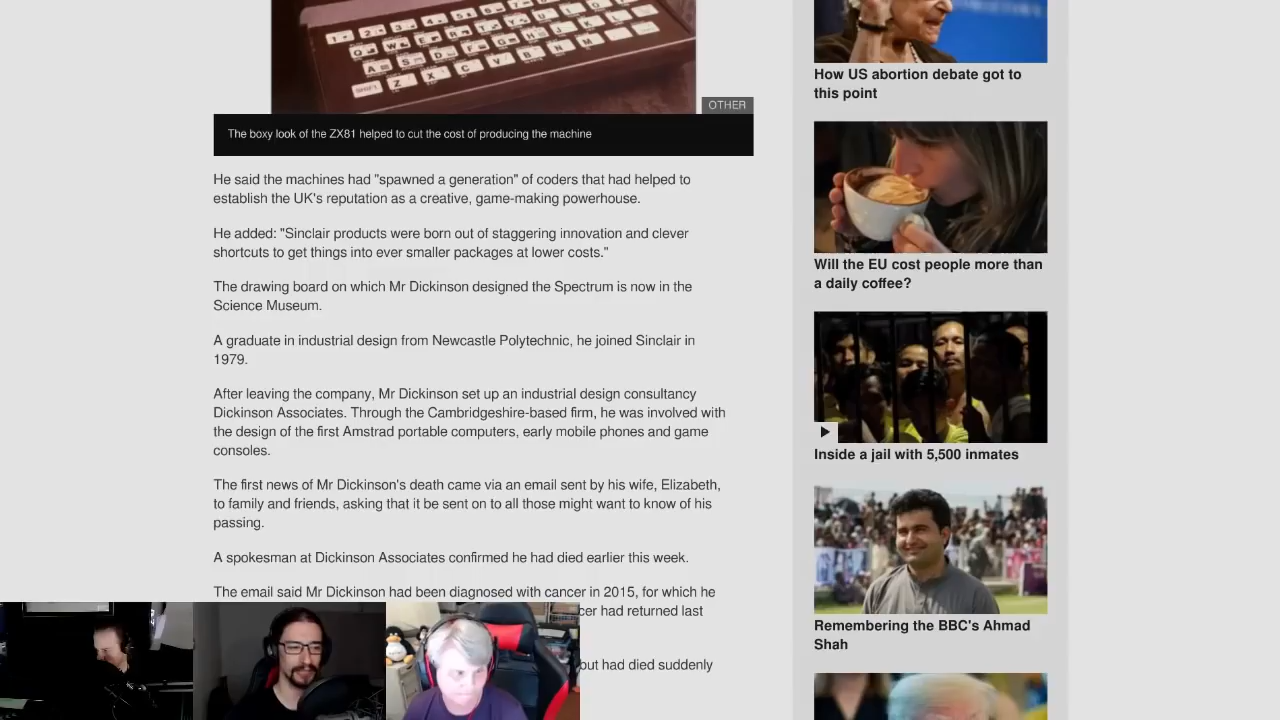 OTHER
The boxy look of the ZX81 helped to cut the cost of producing the machine
He said the machines had "spawned a generation" of coders that had helped to
establish the UK's reputation as a creative, game-making powerhouse.
He added: "Sinclair products were born out of staggering innovation and clever
shortcuts to get things into ever smaller packages at lower costs."
The drawing board on which Mr Dickinson designed the Spectrum is now in the
Science Museum.
A graduate in industrial design from Newcastle Polytechnic, he joined Sinclair in
1979.
After leaving the company, Mr Dickinson set up an industrial design consultancy
Dickinson Associates. Through the Cambridgeshire-based firm, he was involved with
the design of the first Amstrad portable computers, early mobile phones and game
consoles.
The first news of Mr Dickinson's death came via an email sent by his wife, Elizabeth,
to family and friends, asking that it be sent on to all those might want to know of his
passing.
A spokesman at Dickinson Associates confirmed he had died earlier this week.
The email said Mr Dickinson had been diagnosed with cancer in 2015, for which he
cer had returned last
but had died suddenly
How US abortion debate got to
this point
Will the EU cost people more than
a daily coffee?
Inside a jail with 5,500 inmates
Remembering the BBC's Ahmad
Shah